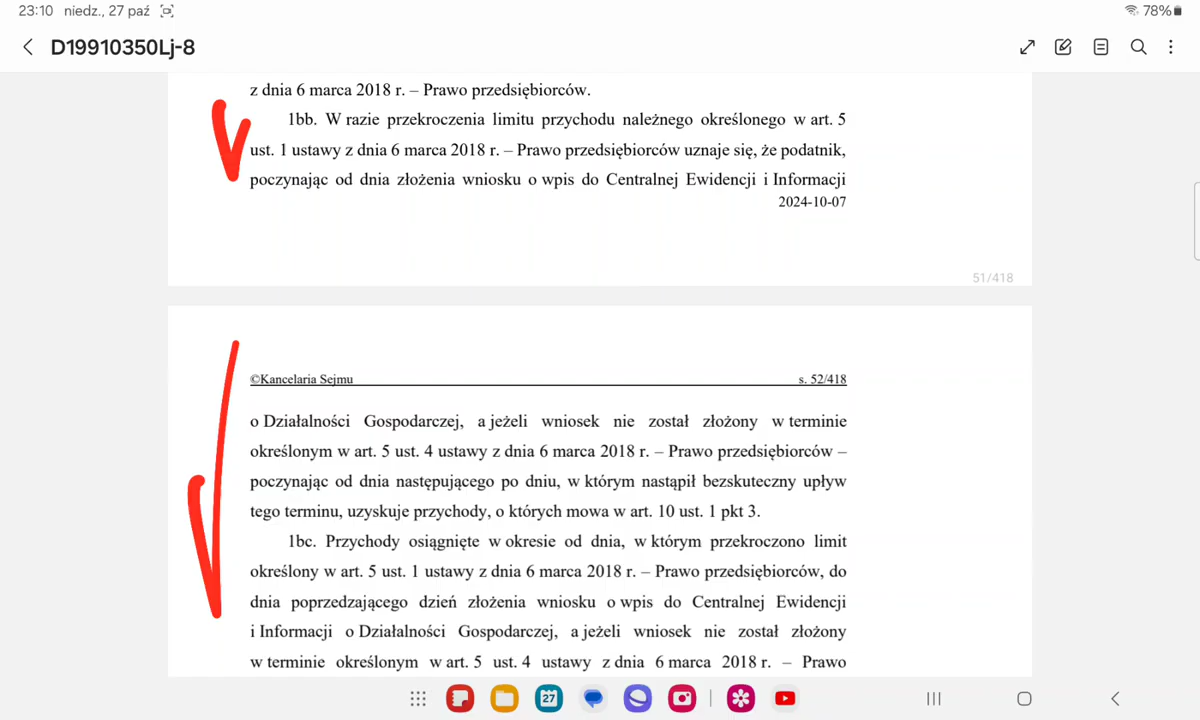 23:10 niedz., 27 paź
78%
D19910350Lj-8
z dnia 6 marca 2018 r. – Prawo przedsiębiorców.
1bb. W razie przekroczenia limitu przychodu należnego określonego w art. 5
ust. 1 ustawy z dnia 6 marca 2018 r. – Prawo przedsiębiorców uznaje się, że podatnik,
poczynając od dnia złożenia wniosku o wpis do Centralnej Ewidencji i Informacji
2024-10-07
51/418
©Kancelaria Sejmu s. 52/418
o Działalności Gospodarczej, a jeżeli wniosek nie został złożony w terminie
określonym w art. 5 ust. 4 ustawy z dnia 6 marca 2018 r. – Prawo przedsiębiorców –
poczynając od dnia następującego po dniu, w którym nastąpił bezskuteczny upływ
tego terminu, uzyskuje przychody, o których mowa w art. 10 ust. 1 pkt 3.
1bc. Przychody osiągnięte w okresie od dnia, w którym przekroczono limit
określony w art. 5 ust. 1 ustawy z dnia 6 marca 2018 r. – Prawo przedsiębiorców, do
dnia poprzedzającego dzień złożenia wniosku o wpis do Centralnej Ewidencji
i Informacji o Działalności Gospodarczej, a jeżeli wniosek nie został złożony
w terminie określonym w art. 5 ust. 4 ustawy z dnia 6 marca 2018 r. – Prawo
27